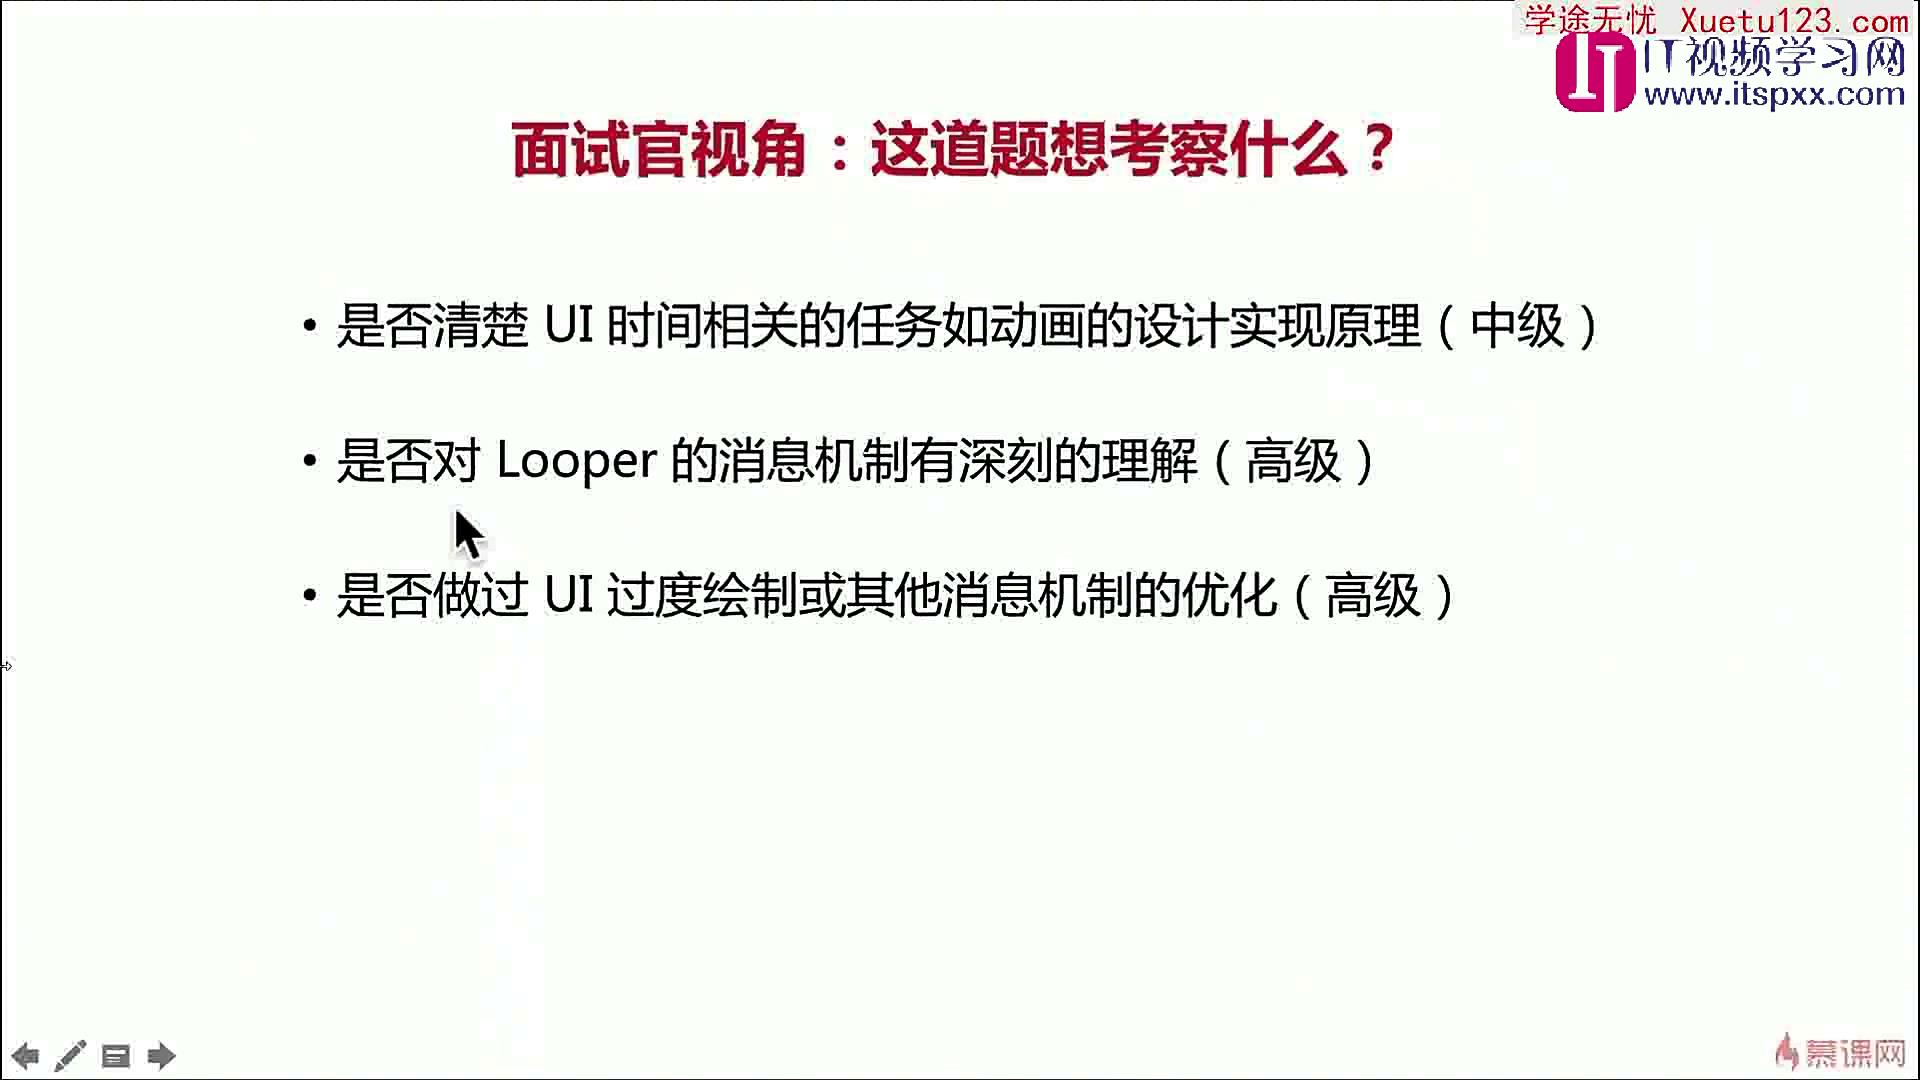 学途无忧 Xuetu123.com
IT视频学习网
www.itspxx.com
面试官视角：这道题想考察什么？
• 是否清楚 UI 时间相关的任务如动画的设计实现原理（中级）
• 是否对 Looper 的消息机制有深刻的理解（高级）
• 是否做过 UI 过度绘制或其他消息机制的优化（高级）
慕课网